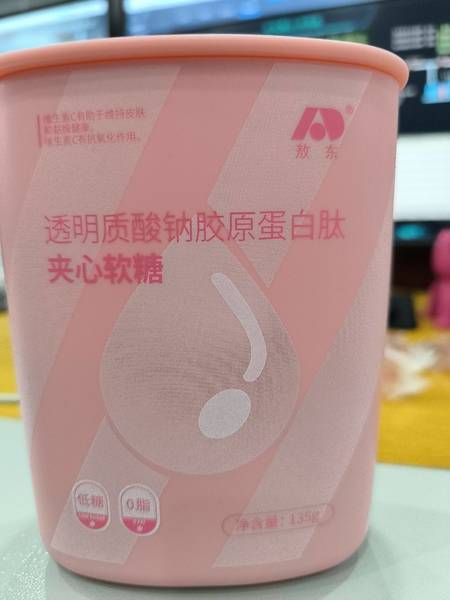 维生素C有助于维持皮肤
和黏膜健康。
维生素C有抗氧化作用。
®
敖东
透明质酸钠胶原蛋白肽
夹心软糖
低糖
0脂
净含量：135g